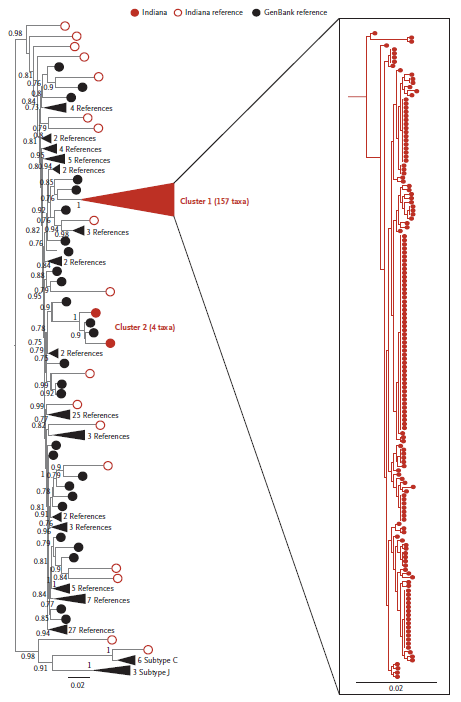 Indiana Indiana reference GenBank reference
0.98
0.81
0.76
0.9
0.8
0.84
0.73 4 References
0.79
0.8
2 References
0.81
4 References
0.95
5 References
0.80 0.94
2 References
0.85
0.76
1
Cluster 1 (157 taxa)
0.92
0.76
0.82 0.94
3 References
0.98
0.76
2 References
0.84
0.88
0.79
0.95
0.9
1
0.78 Cluster 2 (4 taxa)
0.9
0.75
0.79
2 References
0.75
0.99
0.92
0.99
25 References
0.77
0.82
3 References
0.9
1 0.79
0.78
0.81
0.91
2 References
0.76
3 References
0.96
0.79
0.81
0.9
0.84
1
5 References
0.84
7 References
0.77
0.85
27 References
0.94
1
0.98
6 Subtype C
0.91
1
3 Subtype J
0.02
0.02